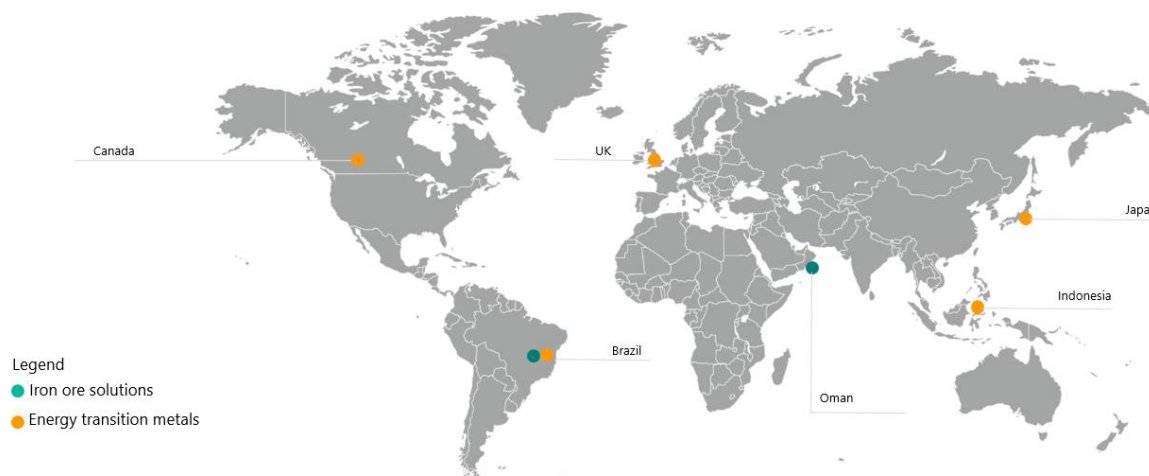 Canada
UK
Japa
Indonesia
Brazil
Oman
Legend
Iron ore solutions
Energy transition metals